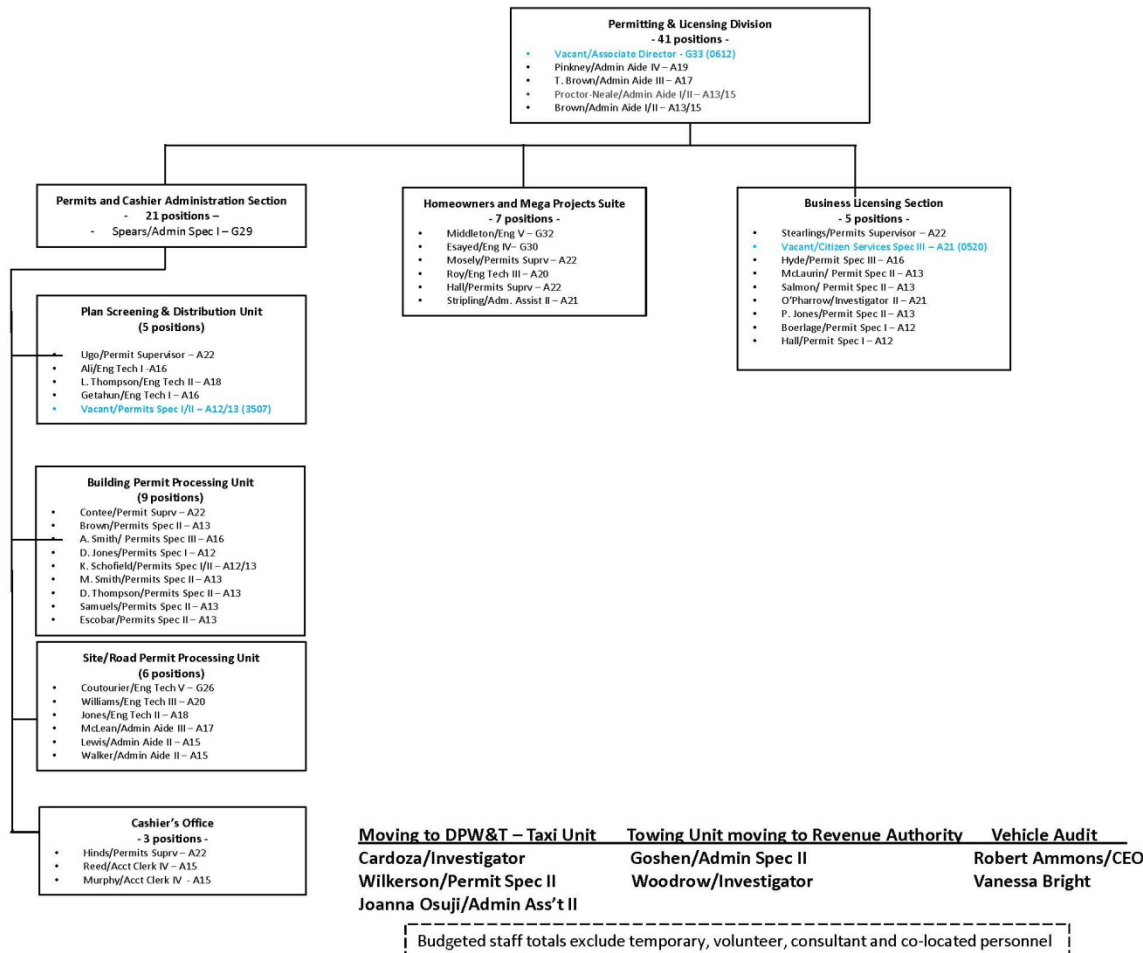 Permitting & Licensing Division
- 41 positions -
• Vacant/Associate Director - G33 (0612)
• Pinkney/Admin Aide IV – A19
• T. Brown/Admin Aide III – A17
• Proctor-Neale/Admin Aide I/II – A13/15
• Brown/Admin Aide I/II – A13/15
Permits and Cashier Administration Section
- 21 positions –
- Spears/Admin Spec I – G29
Homeowners and Mega Projects Suite
- 7 positions -
• Middleton/Eng V - G32
• Esayed/Eng IV- G30
• Mosely/Permits Suprv – A22
• Roy/Eng Tech III – A20
• Hall/Permits Suprv – A22
• Stripling/Adm. Assist II – A21
Business Licensing Section
- 5 positions -
• Stearlings/Permits Supervisor – A22
• Vacant/Citizen Services Spec III – A21 (0520)
• Hyde/Permit Spec III – A16
• McLaurin/ Permit Spec II – A13
• Salmon/ Permit Spec II – A13
• O'Pharrow/Investigator II – A21
• P. Jones/Permit Spec II – A13
• Boerlage/Permit Spec I – A12
• Hall/Permit Spec I – A12
Plan Screening & Distribution Unit
(5 positions)
• Ugo/Permit Supervisor – A22
• Ali/Eng Tech I -A16
• L. Thompson/Eng Tech II – A18
• Getahun/Eng Tech I – A16
• Vacant/Permits Spec I/II – A12/13 (3507)
Building Permit Processing Unit
(9 positions)
• Contee/Permit Suprv – A22
• Brown/Permits Spec II – A13
• A. Smith/ Permits Spec III – A16
• D. Jones/Permits Spec I – A12
• K. Schofield/Permits Spec I/II – A12/13
• M. Smith/Permits Spec II – A13
• D. Thompson/Permits Spec II – A13
• Samuels/Permits Spec II – A13
• Escobar/Permits Spec II – A13
Site/Road Permit Processing Unit
(6 positions)
• Coutourier/Eng Tech V – G26
• Williams/Eng Tech III – A20
• Jones/Eng Tech II – A18
• McLean/Admin Aide III – A17
• Lewis/Admin Aide II – A15
• Walker/Admin Aide II – A15
Cashier's Office
- 3 positions -
• Hinds/Permits Suprv – A22
• Reed/Acct Clerk IV – A15
• Murphy/Acct Clerk IV - A15
Moving to DPW&T – Taxi Unit Towing Unit moving to Revenue Authority Vehicle Audit
Cardoza/Investigator Goshen/Admin Spec II Robert Ammons/CEO
Wilkerson/Permit Spec II Woodrow/Investigator Vanessa Bright
Joanna Osuji/Admin Ass't II
Budgeted staff totals exclude temporary, volunteer, consultant and co-located personnel